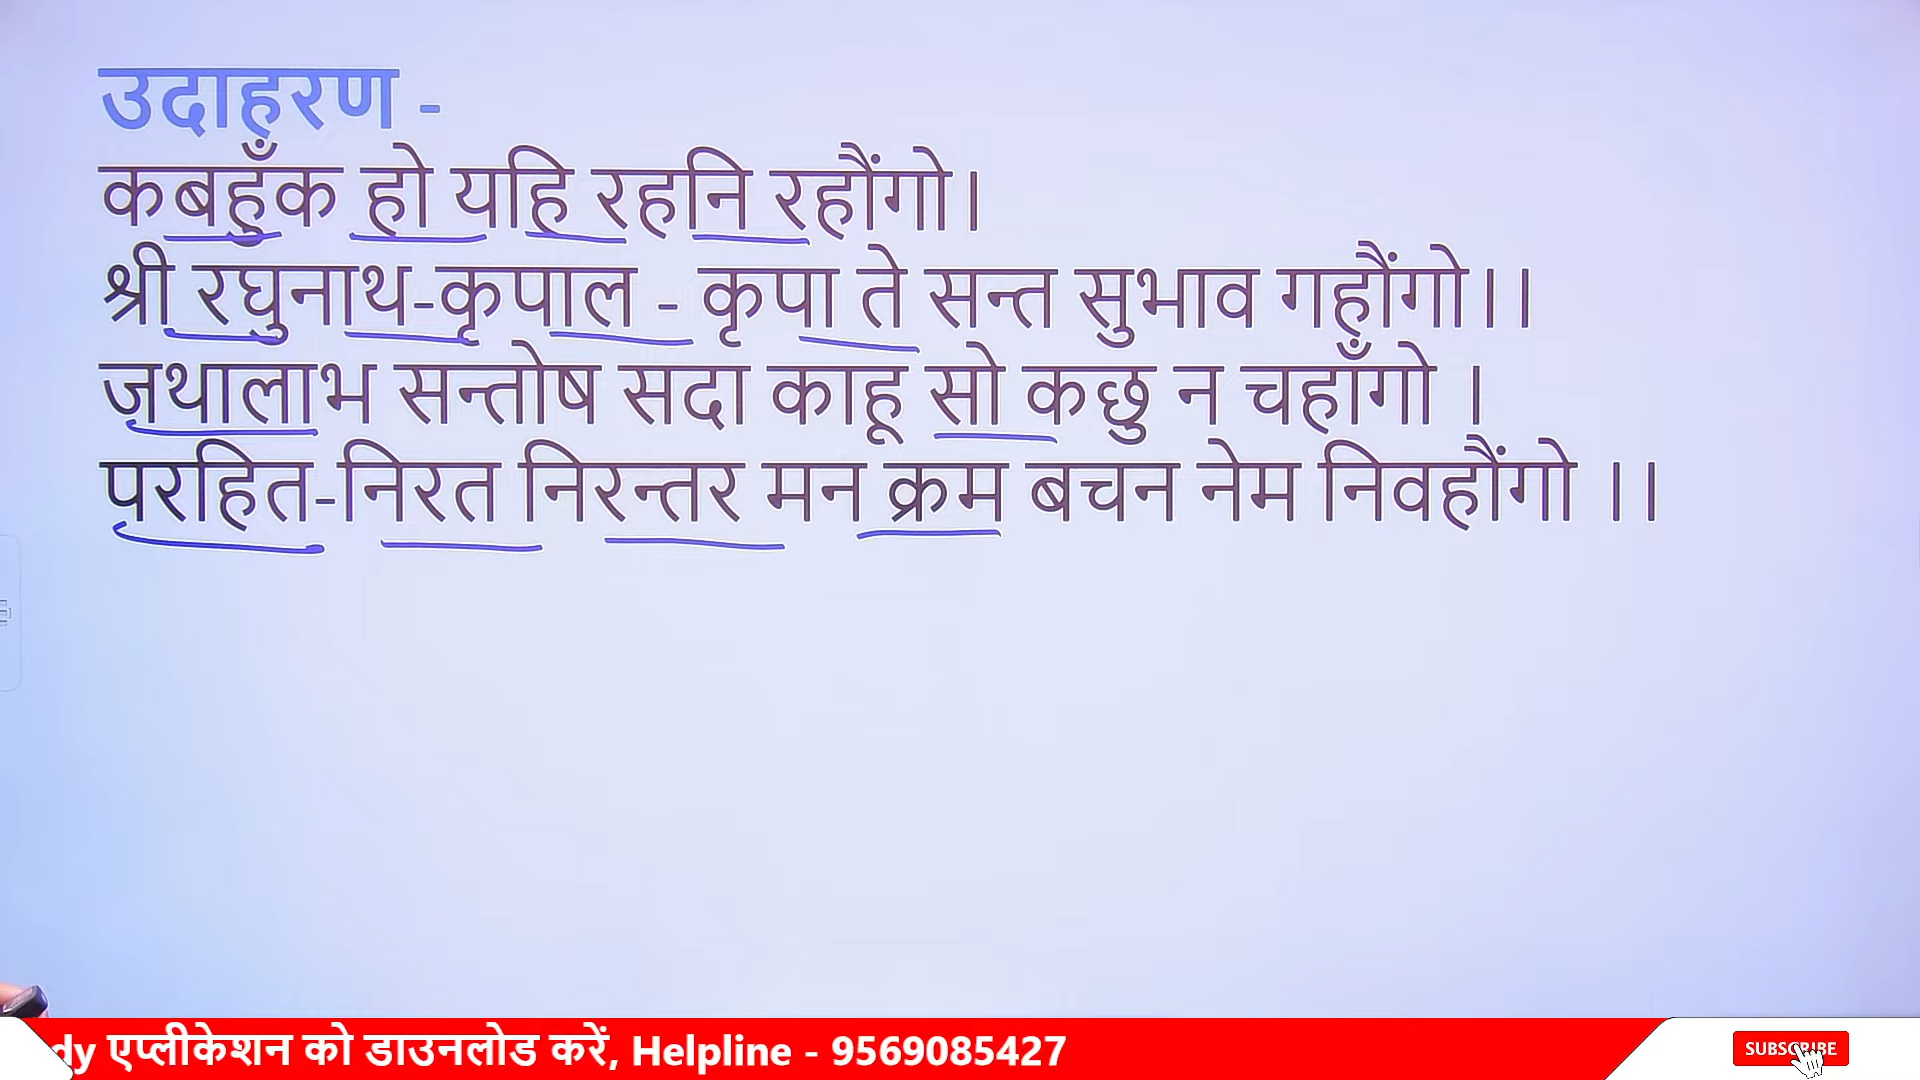 उदाहरण -
कबहुँक हो यहि रहनि रहौंगो।
श्री रघुनाथ-कृपाल - कृपा ते सन्त सुभाव गहौंगो।।
जथालाभ सन्तोष सदा काहू सो कछु न चहाँगो ।
परहित-निरत निरन्तर मन क्रम बचन नेम निवहौंगो ।।
dy एप्लीकेशन को डाउनलोड करें, Helpline - 9569085427
SUBSCRIBE